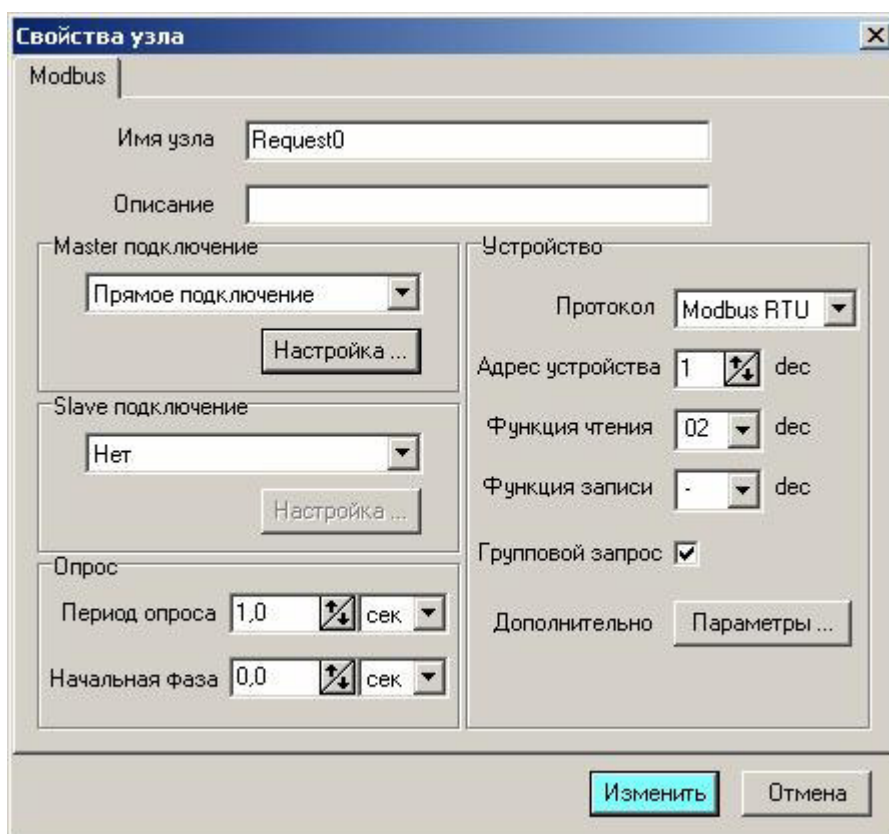 Свойства узла
Modbus
Имя узла Request0
Описание
Master подключение
Прямое подключение
Настройка ...
Slave подключение
Нет
Настройка ...
Опрос
Период опроса 1,0 сек
Начальная фаза 0,0 сек
Устройство
Протокол Modbus RTU
Адрес устройства 1 dec
Функция чтения 02 dec
Функция записи - dec
Групповой запрос
Дополнительно Параметры ...
Изменить Отмена